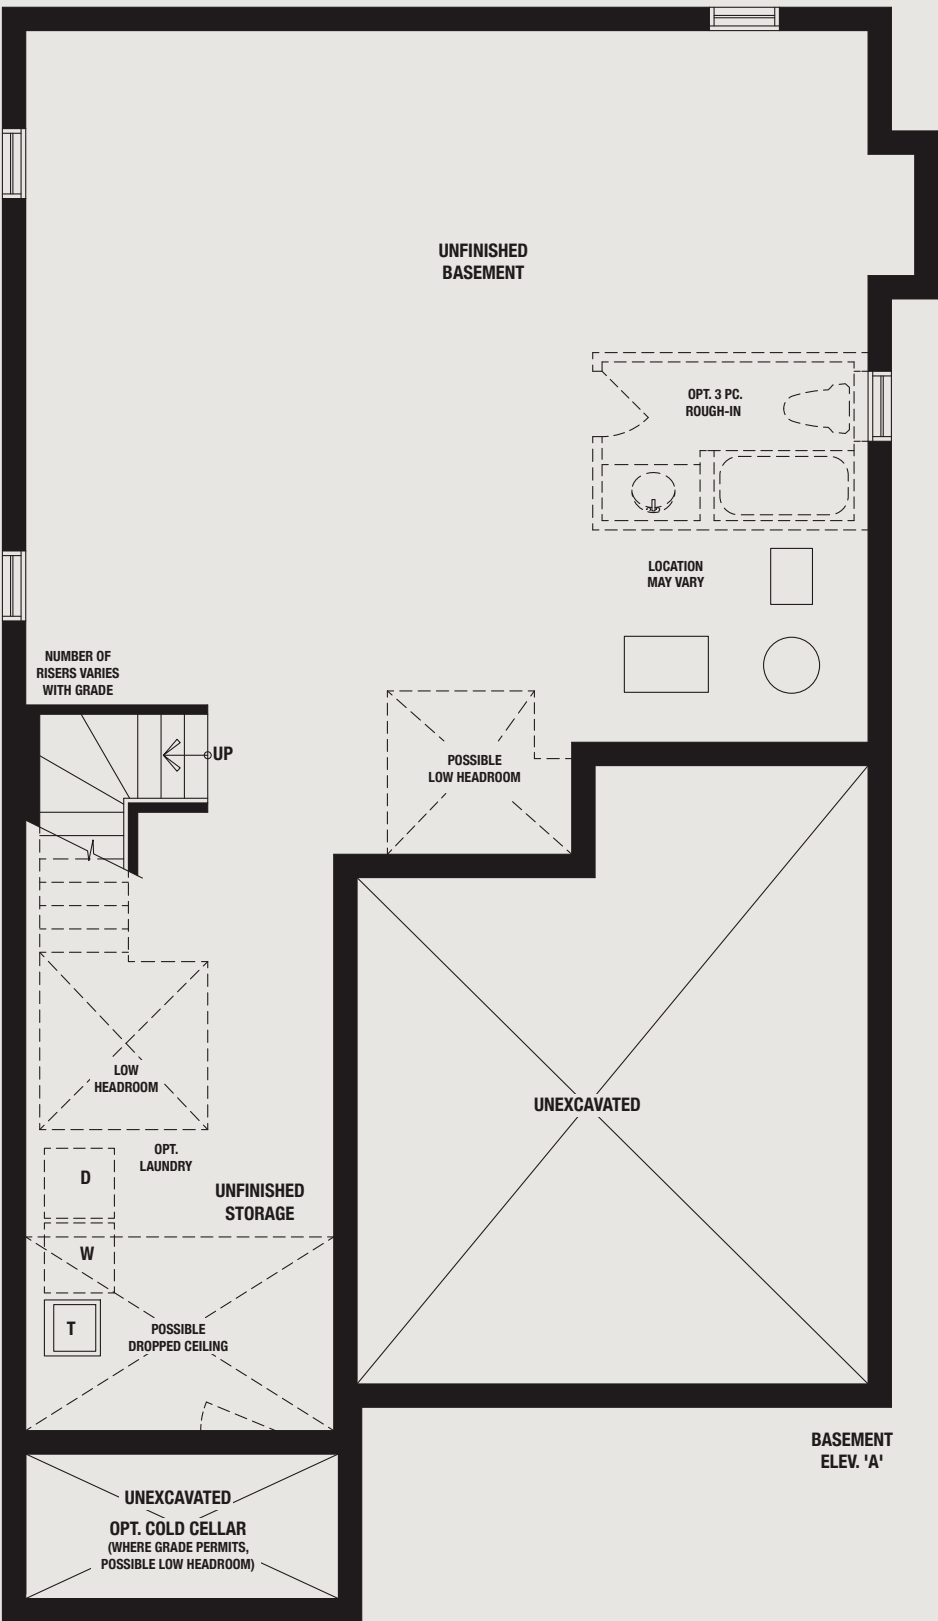 UNFINISHED
BASEMENT
OPT. 3 PC.
ROUGH-IN
LOCATION
MAY VARY
NUMBER OF
RISERS VARIES
WITH GRADE
UP
POSSIBLE
LOW HEADROOM
LOW
HEADROOM
UNEXCAVATED
OPT.
LAUNDRY
D
UNFINISHED
STORAGE
W
T
POSSIBLE
DROPPED CEILING
BASEMENT
ELEV. 'A'
UNEXCAVATED
OPT. COLD CELLAR
(WHERE GRADE PERMITS,
POSSIBLE LOW HEADROOM)